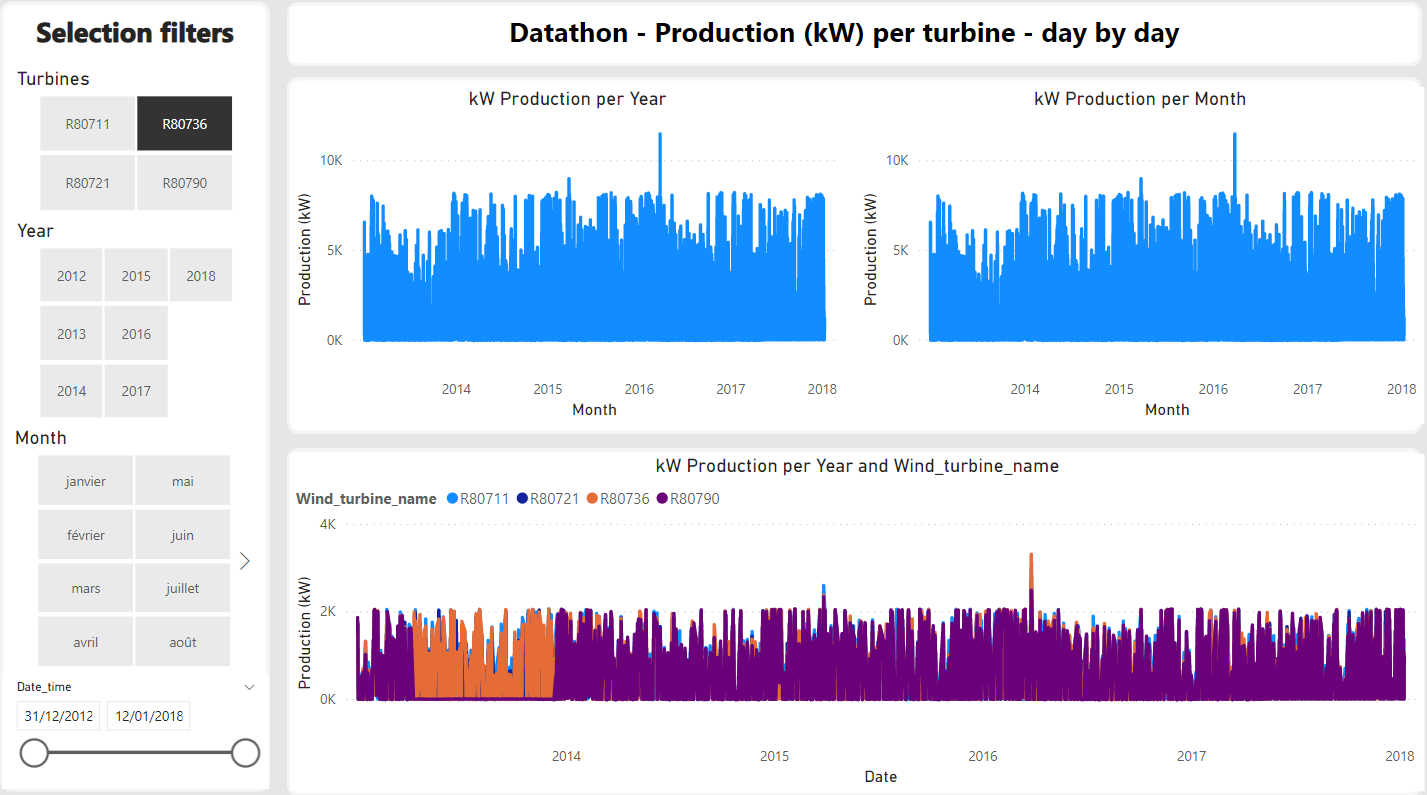 Selection filters
Turbines
R80711
R80736
R80721
R80790
Year
2012
2015
2018
2013
2016
2014
2017
Month
janvier
mai
février
juin
mars
juillet
avril
août
Date_time
31/12/2012
12/01/2018
Datathon - Production (kW) per turbine - day by day
kW Production per Year
Production (kW)
10K
5K
0K
2014 2015 2016 2017 2018
Month
kW Production per Month
Production (kW)
10K
5K
0K
2014 2015 2016 2017 2018
Month
kW Production per Year and Wind_turbine_name
Wind_turbine_name R80711 R80721 R80736 R80790
Production (kW)
4K
2K
0K
2014 2015 2016 2017 2018
Date